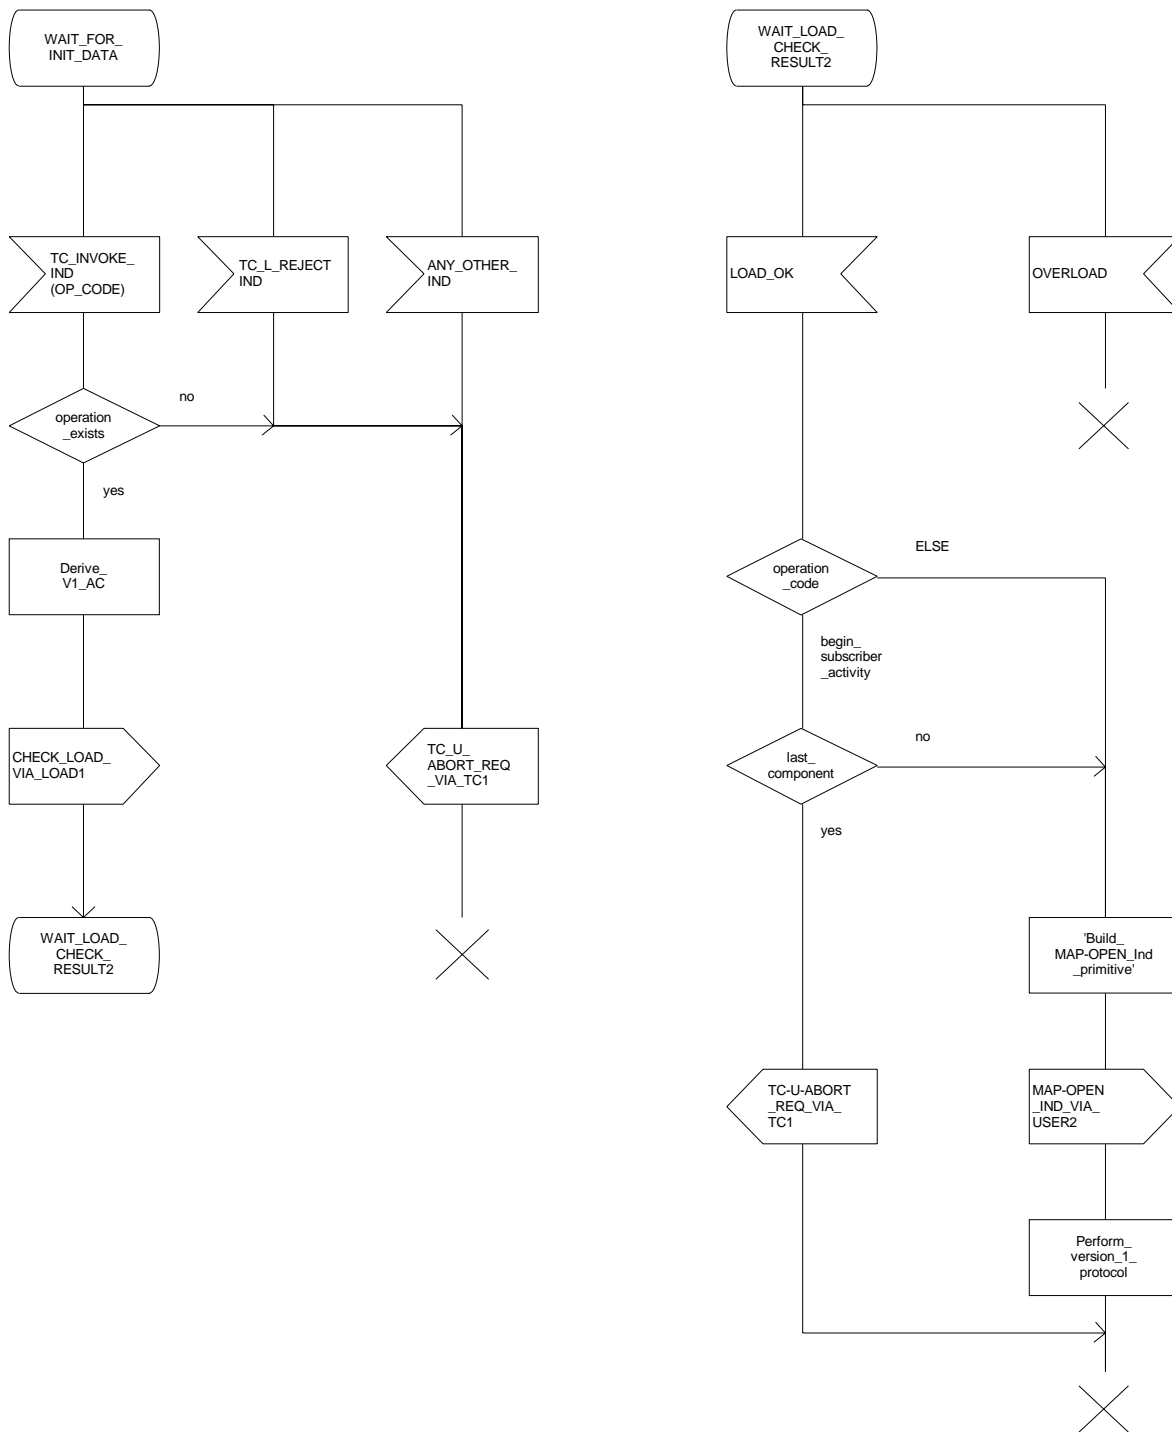 WAIT_FOR_
INIT_DATA
TC_INVOKE_
IND
(OP_CODE)
TC_L_REJECT
IND
ANY_OTHER_
IND
operation
_exists
no
yes
Derive_
V1_AC
CHECK_LOAD_
VIA_LOAD1
TC_U_
ABORT_REQ
_VIA_TC1
WAIT_LOAD_
CHECK_
RESULT2
WAIT_LOAD_
CHECK_
RESULT2
LOAD_OK
OVERLOAD
operation
_code
ELSE
begin_
subscriber
_activity
last_
component
no
yes
'Build_
MAP-OPEN_Ind
_primitive'
TC-U-ABORT
_REQ_VIA_
TC1
MAP-OPEN
_IND_VIA_
USER2
Perform_
version_1_
protocol